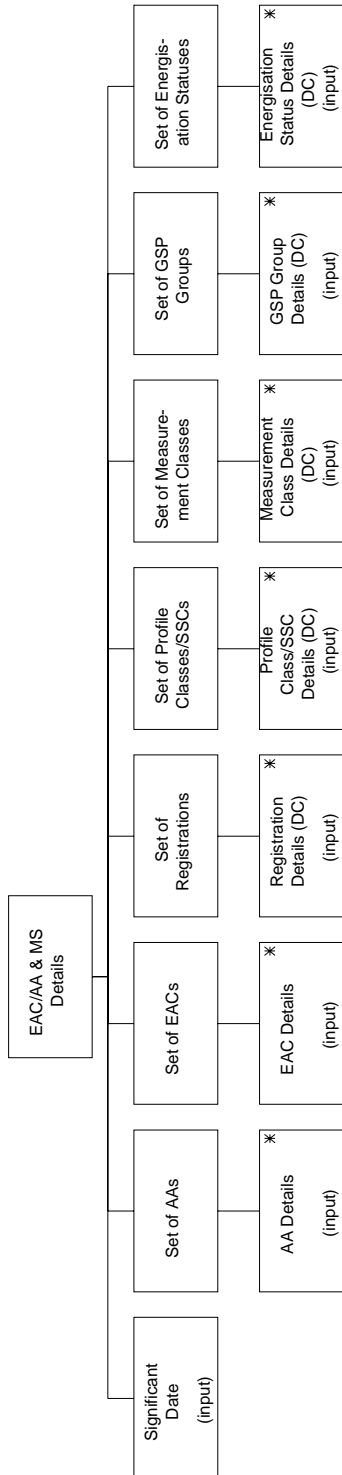 EAC/AA & MS
Details
Significant
Date
(input)
Set of AAs
Set of EACs
Set of
Registrations
Set of Profile
Classes/SSCs
Set of Measure-
ment Classes
Set of GSP
Groups
Set of Energis-
ation Statuses
*
AA Details
(input)
*
EAC Details
(input)
*
Registration
Details (DC)
(input)
*
Profile
Class/SSC
Details (DC)
(input)
*
Measurement
Class Details
(DC)
(input)
*
GSP Group
Details (DC)
(input)
*
Energisation
Status Details
(DC)
(input)